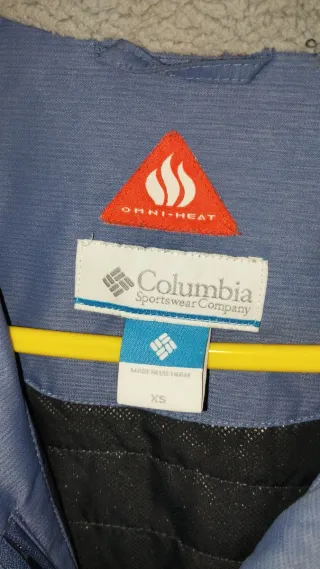 OMNI-HEAT
Columbia
Sportswear Company
XS